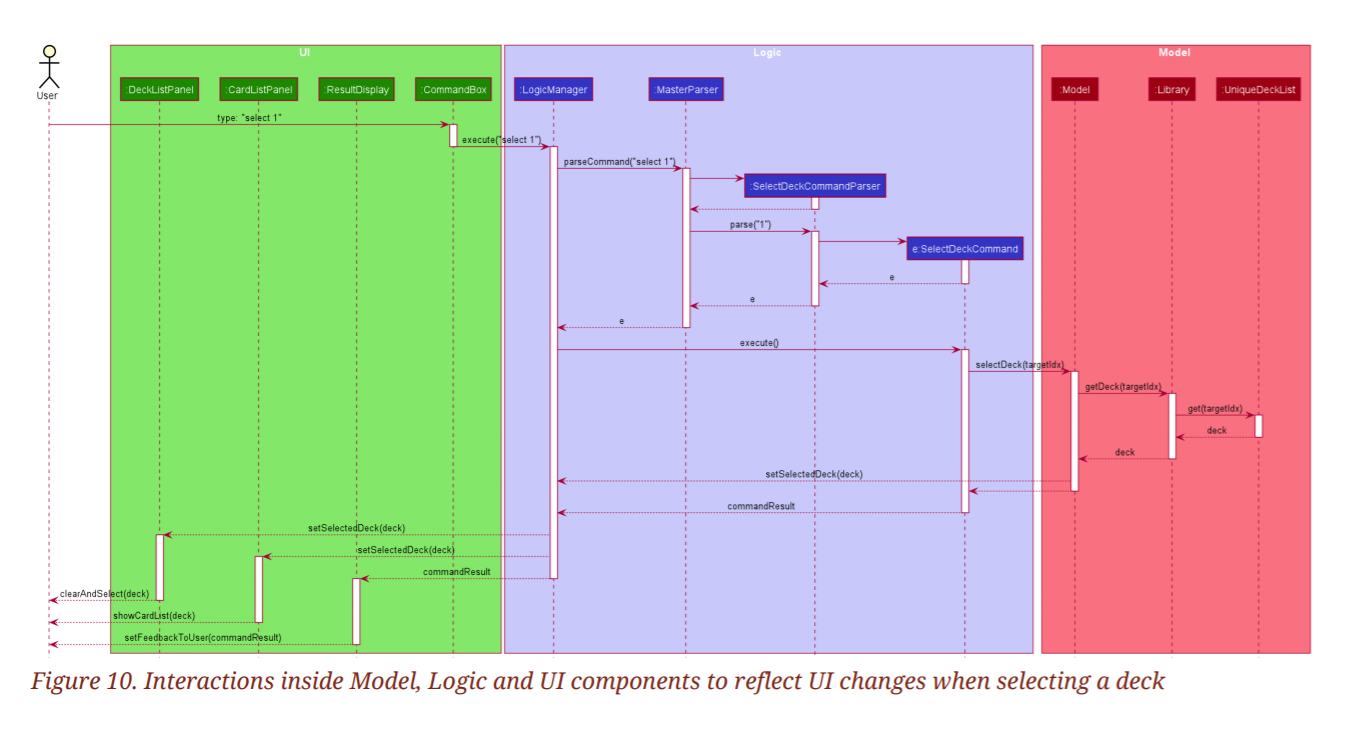 UI
Logic
Model
User
:DeckListPanel
:CardListPanel
:ResultDisplay
:CommandBox
:LogicManager
:MasterParser
:Model
:Library
:UniqueDeckList
type: "select 1"
execute("select 1")
parseCommand("select 1")
:SelectDeckCommandParser
parse("1")
e:SelectDeckCommand
e
e
e
execute()
selectDeck(targetIdx)
getDeck(targetIdx)
get(targetIdx)
deck
deck
setSelectedDeck(deck)
commandResult
setSelectedDeck(deck)
setSelectedDeck(deck)
commandResult
clearAndSelect(deck)
showCardList(deck)
setFeedbackToUser(commandResult)
Figure 10. Interactions inside Model, Logic and UI components to reflect UI changes when selecting a deck